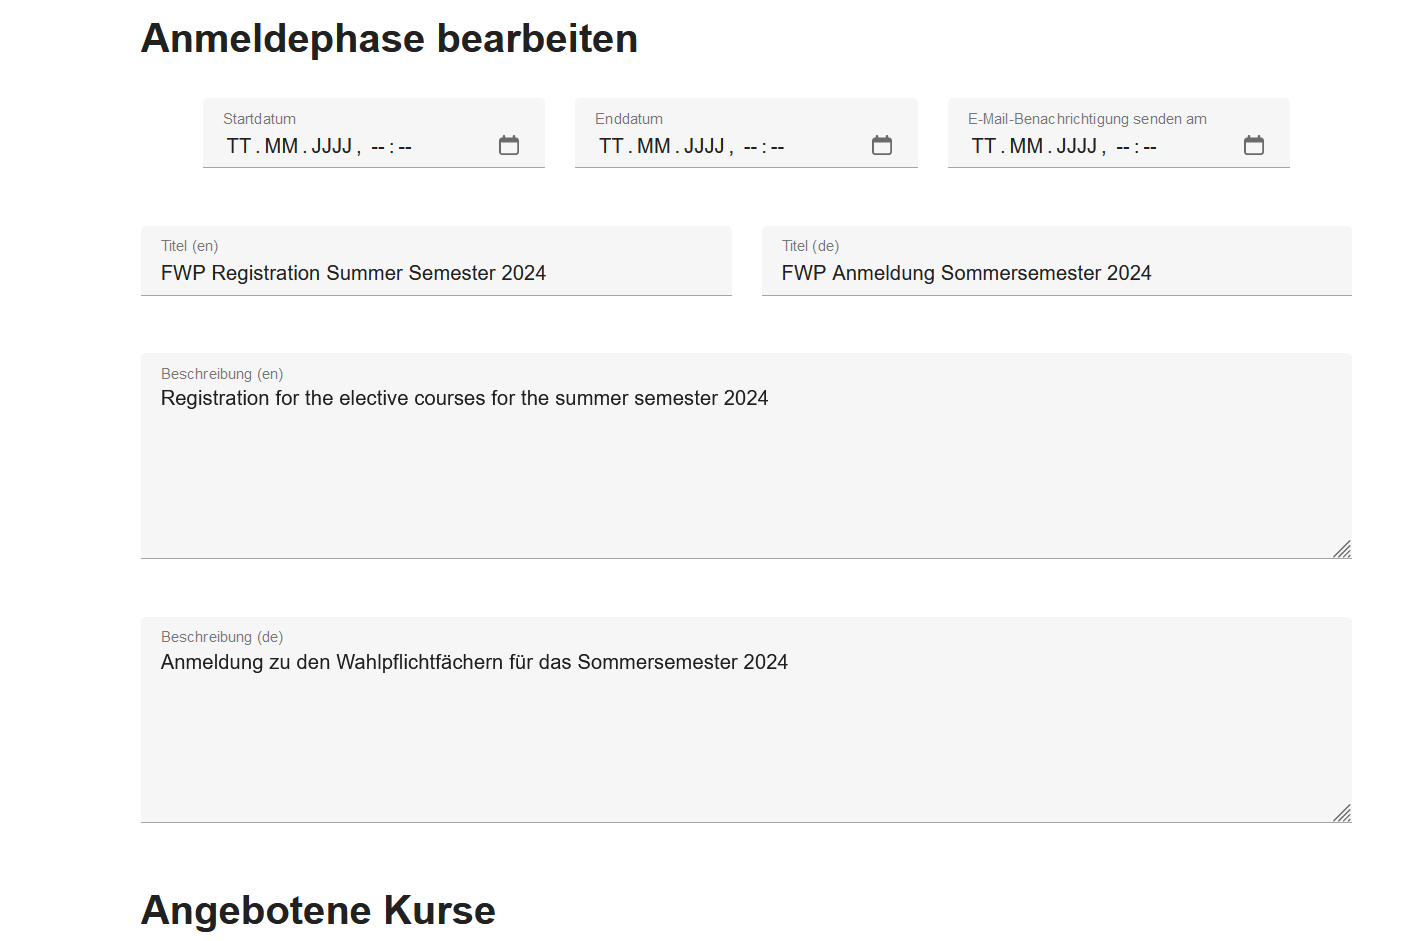 Anmeldephase bearbeiten
Startdatum
TT.MM.JJJJ, --:--
Enddatum
TT.MM.JJJJ, --:--
E-Mail-Benachrichtigung senden am
TT.MM.JJJJ, --:--
Titel (en)
FWP Registration Summer Semester 2024
Titel (de)
FWP Anmeldung Sommersemester 2024
Beschreibung (en)
Registration for the elective courses for the summer semester 2024
Beschreibung (de)
Anmeldung zu den Wahlpflichtfächern für das Sommersemester 2024
Angebotene Kurse